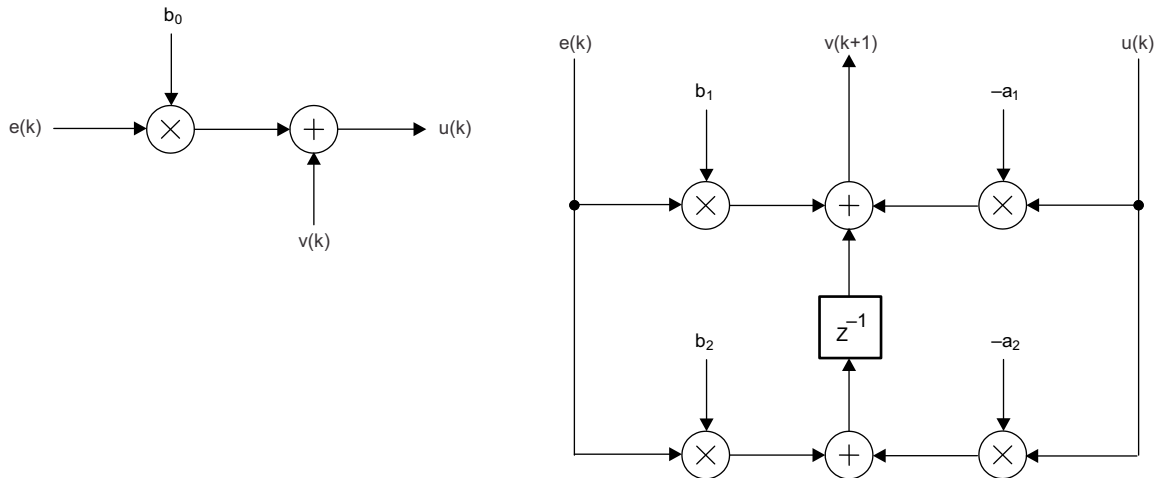 b₀
e(k)
u(k)
v(k)
e(k)
v(k+1)
u(k)
b₁
–a₁
z⁻¹
b₂
–a₂